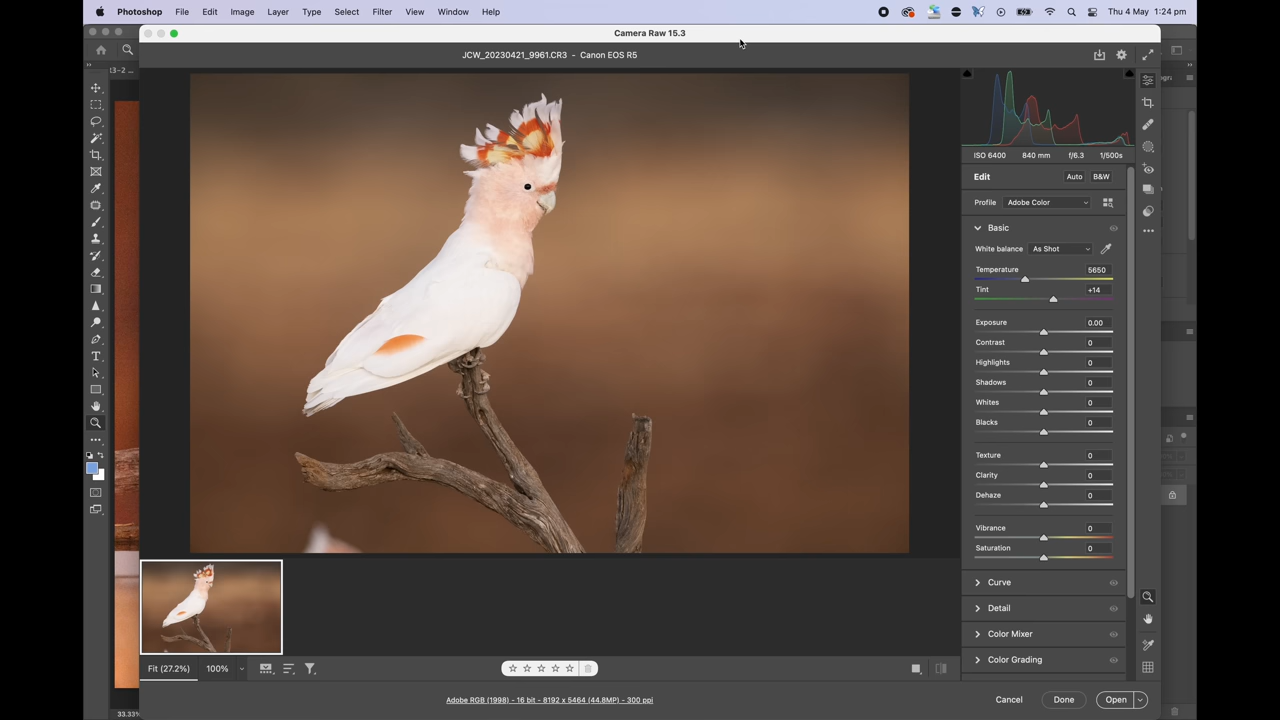 Photoshop File Edit Image Layer Type Select Filter View Window Help Thu 4 May 1:24 pm
Camera Raw 15.3
JCW_20230421_9961.CR3 - Canon EOS R5
ISO 6400 840 mm f/6.3 1/500s
Edit Auto B&W
Profile Adobe Color
Basic
White balance As Shot
Temperature 5650
Tint +14
Exposure 0.00
Contrast 0
Highlights 0
Shadows 0
Whites 0
Blacks 0
Texture 0
Clarity 0
Dehaze 0
Vibrance 0
Saturation 0
Curve
Detail
Color Mixer
Color Grading
Fit (27.2%) 100%
Adobe RGB (1998) - 16 bit - 8192 x 5464 (44.8MP) - 300 ppi
Cancel Done Open
33.33%